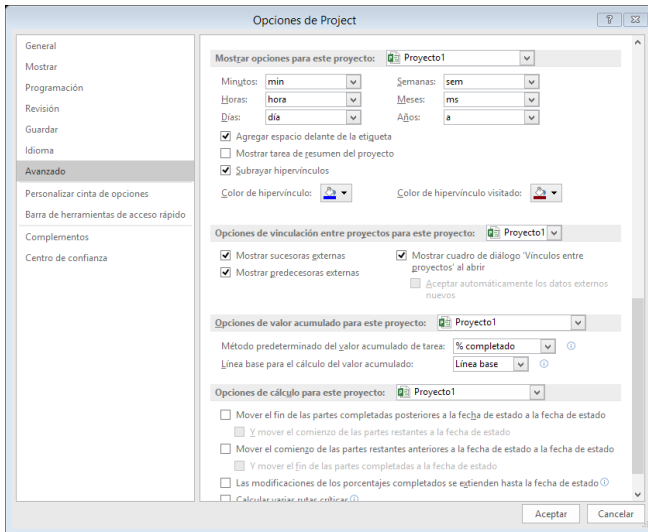 Opciones de Project
General
Mostrar
Programación
Revisión
Guardar
Idioma
Avanzado
Personalizar cinta de opciones
Barra de herramientas de acceso rápido
Complementos
Centro de confianza
Mostrar opciones para este proyecto: Proyecto1
Minutos: min Semanas: sem
Horas: hora Meses: ms
Días: día Años: a
Agregar espacio delante de la etiqueta
Mostrar tarea de resumen del proyecto
Subrayar hipervínculos
Color de hipervínculo: Color de hipervínculo visitado:
Opciones de vinculación entre proyectos para este proyecto: Proyecto1
Mostrar sucesoras externas
Mostrar predecesoras externas
Mostrar cuadro de diálogo 'Vínculos entre
proyectos' al abrir
Aceptar automáticamente los datos externos
nuevos
Opciones de valor acumulado para este proyecto: Proyecto1
Método predeterminado del valor acumulado de tarea: % completado
Línea base para el cálculo del valor acumulado: Línea base
Opciones de cálculo para este proyecto: Proyecto1
Mover el fin de las partes completadas posteriores a la fecha de estado a la fecha de estado
Y mover el comienzo de las partes restantes a la fecha de estado
Mover el comienzo de las partes restantes anteriores a la fecha de estado a la fecha de estado
Y mover el fin de las partes completadas a la fecha de estado
Las modificaciones de los porcentajes completados se extienden hasta la fecha de estado
Calcular varias rutas críticas
Aceptar Cancelar